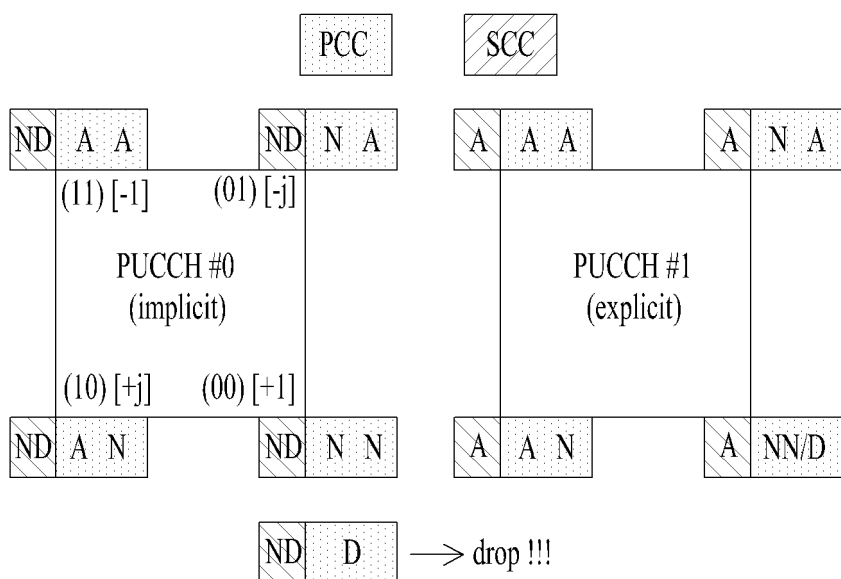 PCC SCC
ND A A ND N A A A A A N A
(11) [-1] (01) [-j]
PUCCH #0 PUCCH #1
(implicit) (explicit)
(10) [+j) (00) [+1]
ND A N ND N N A A N A NN/D
ND D drop !!!